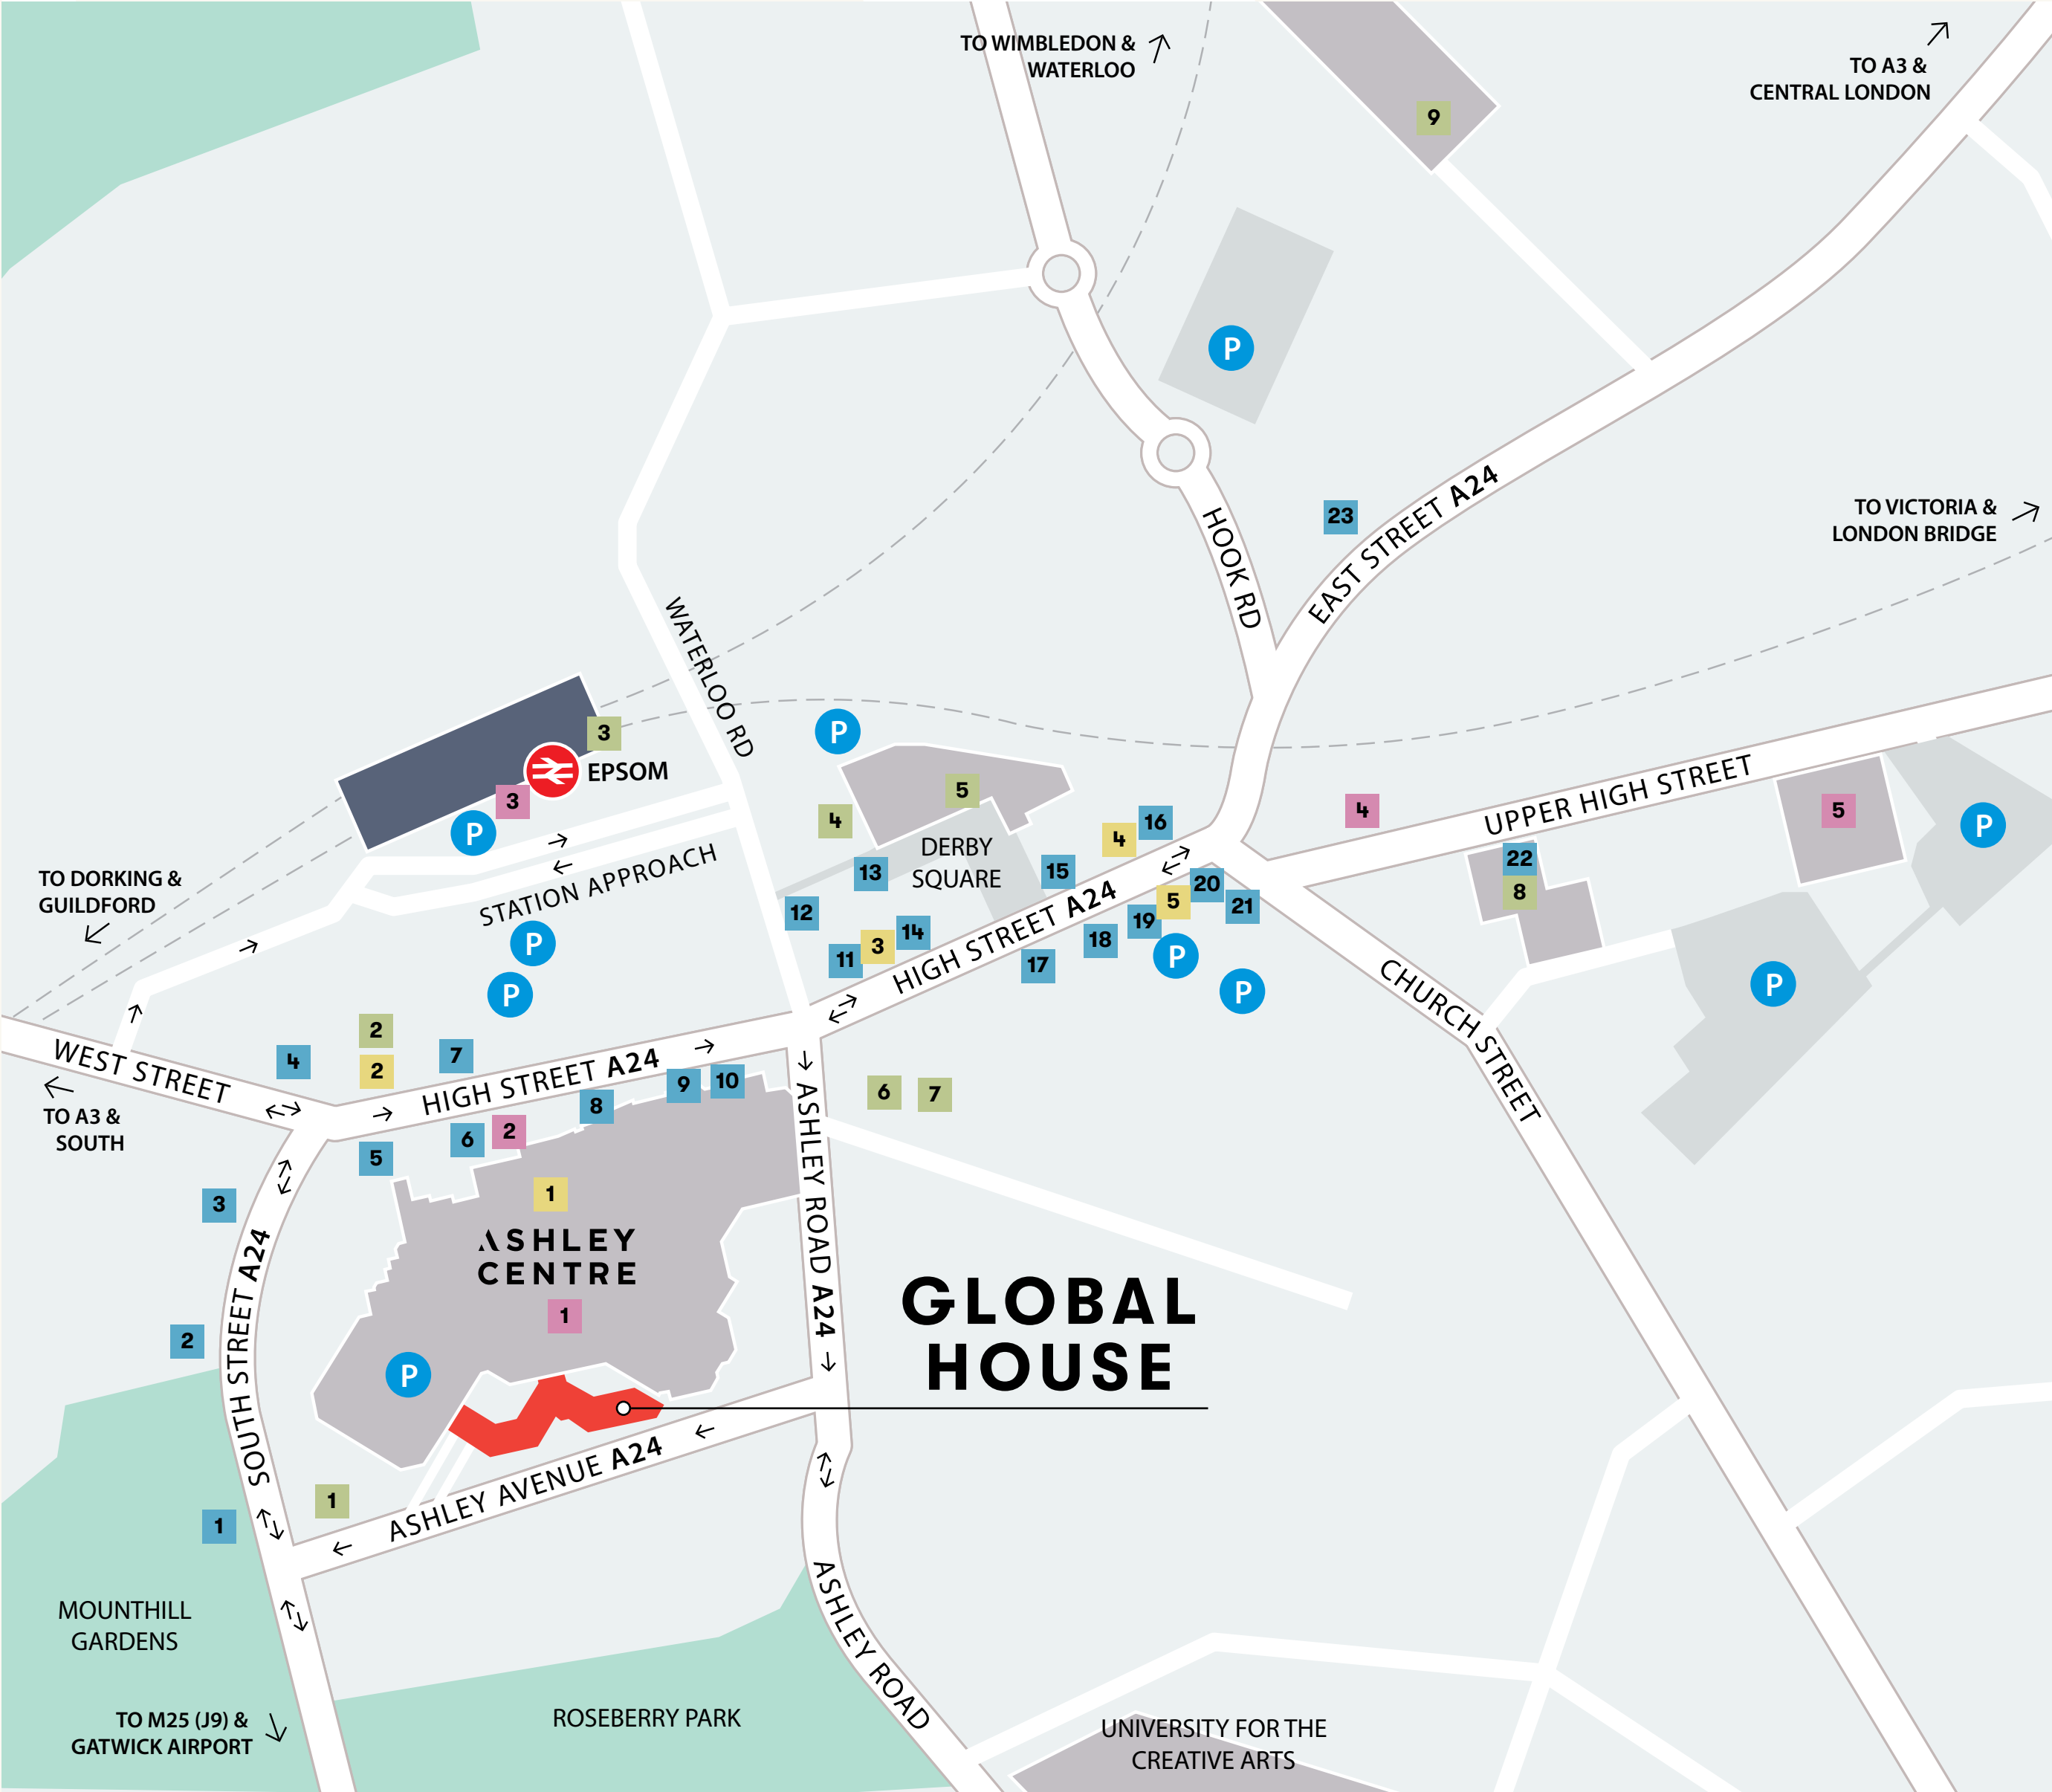 TO WIMBLEDON &
WATERLOO
TO A3 &
CENTRAL LONDON
9
P
HOOK RD
23
EAST STREET A24
TO VICTORIA &
LONDON BRIDGE
WATERLOO RD
3
EPSOM
3
P
P
5
4
DERBY
SQUARE
4
16
4
UPPER HIGH STREET
5
P
TO DORKING &
GUILDFORD
STATION APPROACH
P
P
13
12
15
11
3
14
HIGH STREET A24
17
18
19
5
20
21
P
P
22
8
P
CHURCH STREET
WEST STREET
TO A3 &
SOUTH
4
2
2
7
HIGH STREET A24
5
6
2
8
9
10
6
7
3
1
ASHLEY
CENTRE
1
ASHLEY ROAD A24
SOUTH STREET A24
2
P
GLOBAL
HOUSE
1
1
ASHLEY AVENUE A24
MOUNTHILL
GARDENS
ASHLEY ROAD
TO M25 (J9) &
GATWICK AIRPORT
ROSEBERRY PARK
UNIVERSITY FOR THE
CREATIVE ARTS